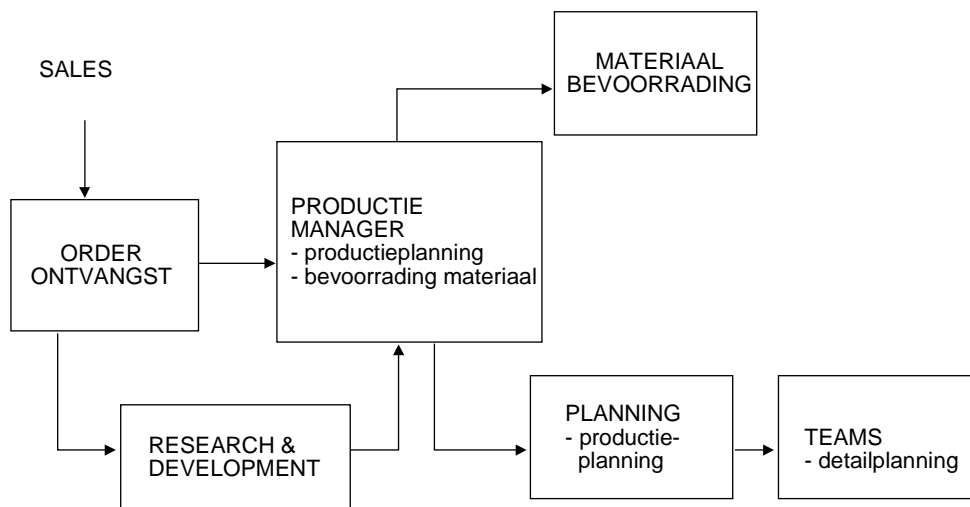 SALES
MATERIAAL
BEVOORRADING
ORDER
ONTVANGST
PRODUCTIE
MANAGER
- productieplanning
- bevoorrading materiaal
RESEARCH &
DEVELOPMENT
PLANNING
- productie-
planning
TEAMS
- detailplanning